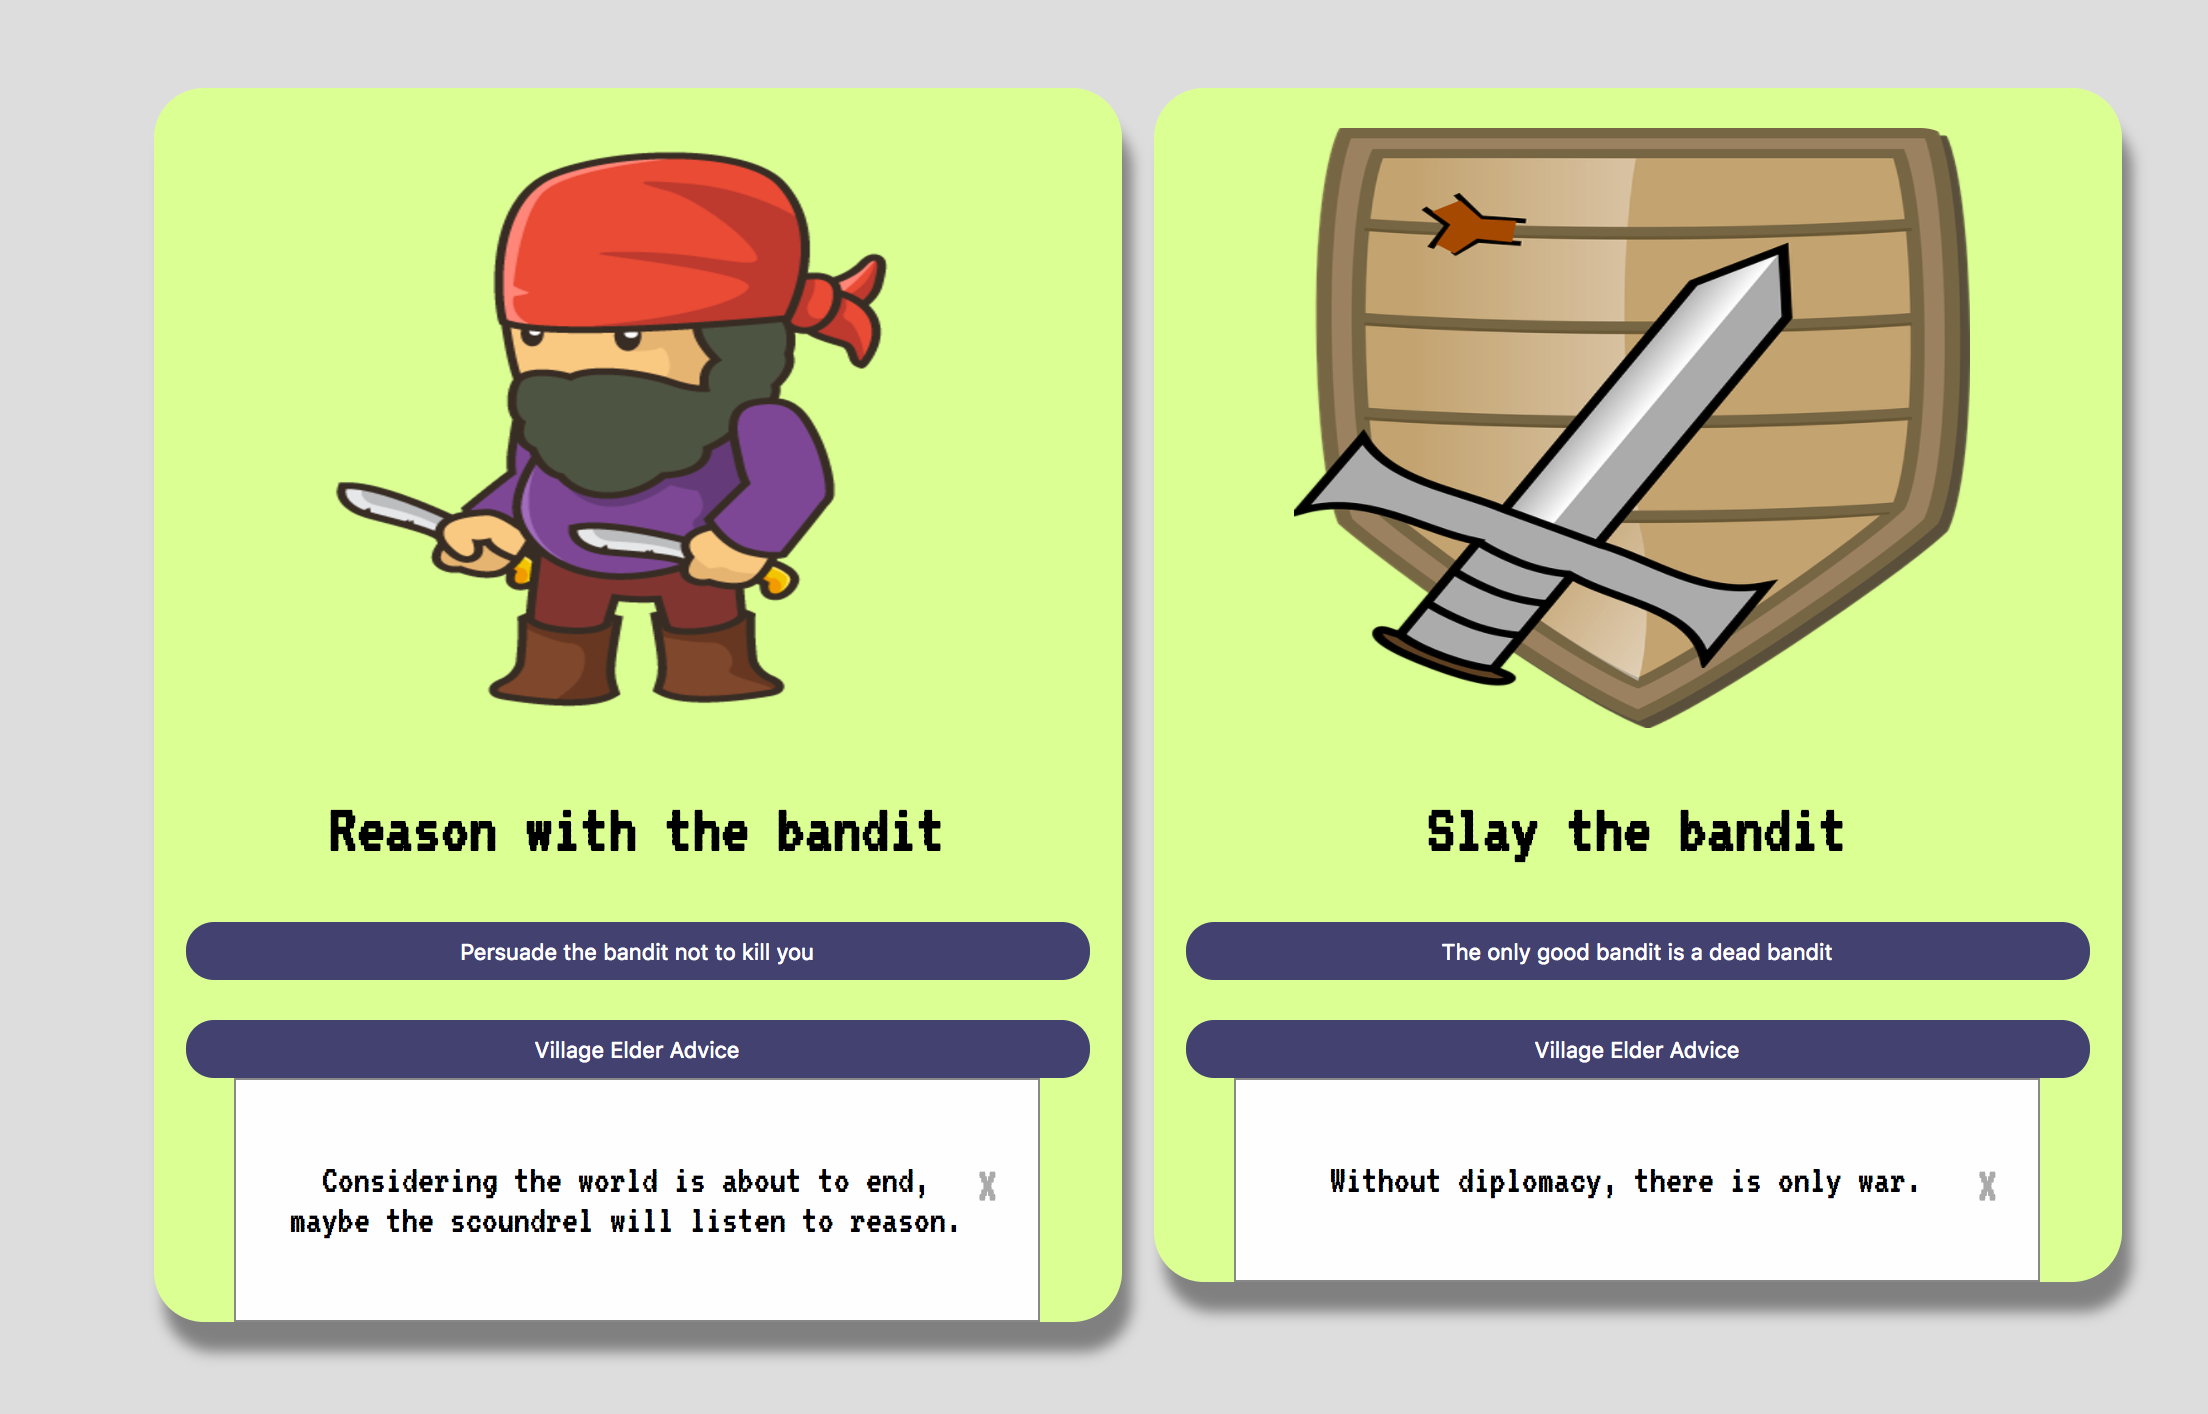 Reason with the bandit
Persuade the bandit not to kill you
Village Elder Advice
Considering the world is about to end,
maybe the scoundrel will listen to reason.
X
Slay the bandit
The only good bandit is a dead bandit
Village Elder Advice
Without diplomacy, there is only war.
X